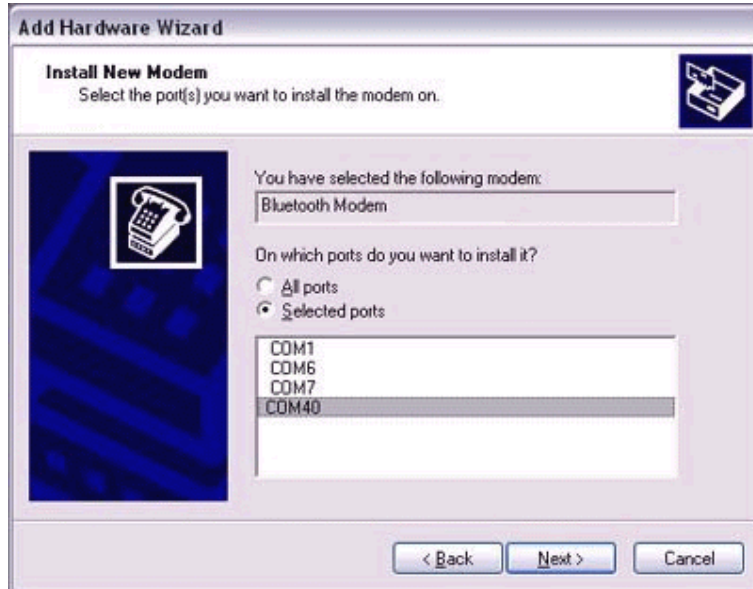 Add Hardware Wizard
Install New Modem
Select the port(s) you want to install the modem on.
You have selected the following modem:
Bluetooth Modem
On which ports do you want to install it?
All ports
Selected ports
COM1
COM6
COM7
COM40
< Back
Next >
Cancel